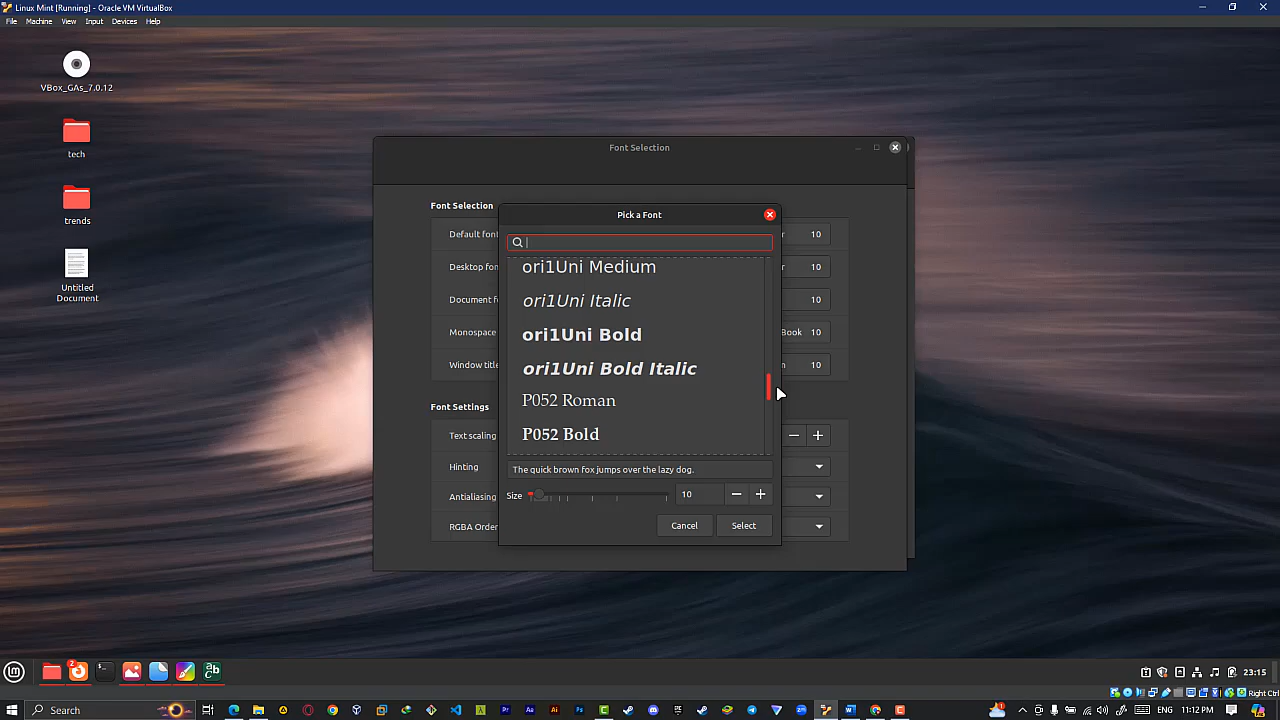 Linux Mint [Running] - Oracle VM VirtualBox
File Machine View Input Devices Help
VBox_GAs_7.0.12
tech
trends
Untitled
Document
Font Selection
Font Selection
Default font
Desktop fon
Document f
Monospace
Window title
r 10
r 10
10
Book 10
n 10
Font Settings
Text scaling
Hinting
Antialiasing
RGBA Order
Pick a Font
ori1Uni Medium
ori1Uni Italic
ori1Uni Bold
ori1Uni Bold Italic
P052 Roman
P052 Bold
The quick brown fox jumps over the lazy dog.
Size 10
Cancel Select
2
23:15
Right Ctrl
Search
11:12 PM